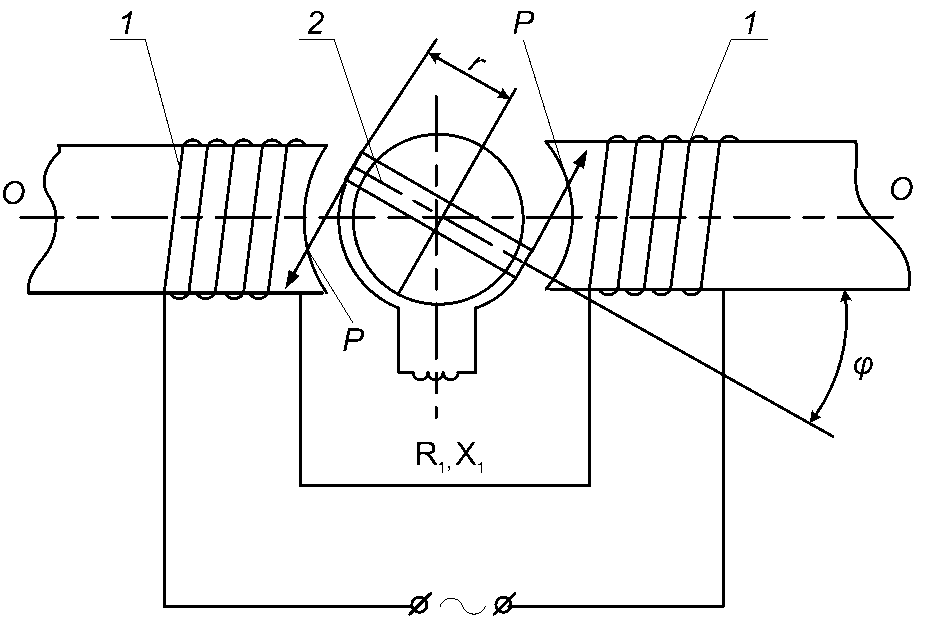 1 2 P 1
r
O O
P
φ
R₁, X₁